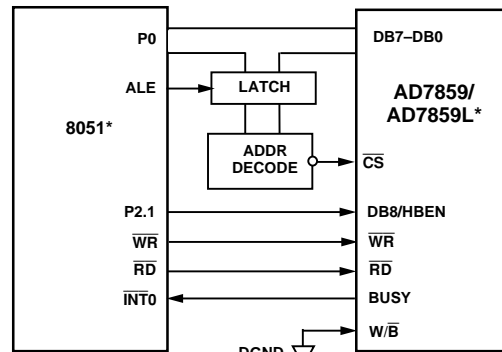 P0
DB7–DB0
ALE
LATCH
AD7859/
AD7859L*
8051*
ADDR
DECODE
CS
P2.1
DB8/HBEN
WR
WR
RD
RD
INT0
BUSY
W/B
DGND